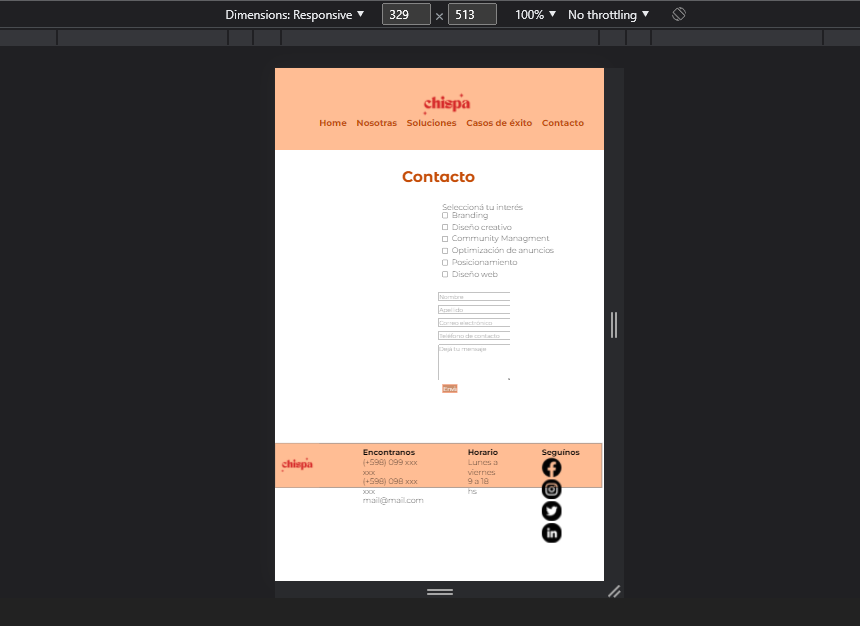 Dimensions: Responsive ▼ 329 × 513 100% ▼ No throttling ▼
chispa
Home Nosotras Soluciones Casos de éxito Contacto
Contacto
Seleccioná tu interés
Branding
Diseño creativo
Community Managment
Optimización de anuncios
Posicionamiento
Diseño web
Nombre
Apellido
Correo electrónico
Teléfono de contacto
Dejá tu mensaje
chispa
Encontranos
(+598) 099 xxx
xxx
(+598) 098 xxx
xxx
mail@mail.com
Horario
Lunes a
viernes
9 a 18
hs
Seguinos
in